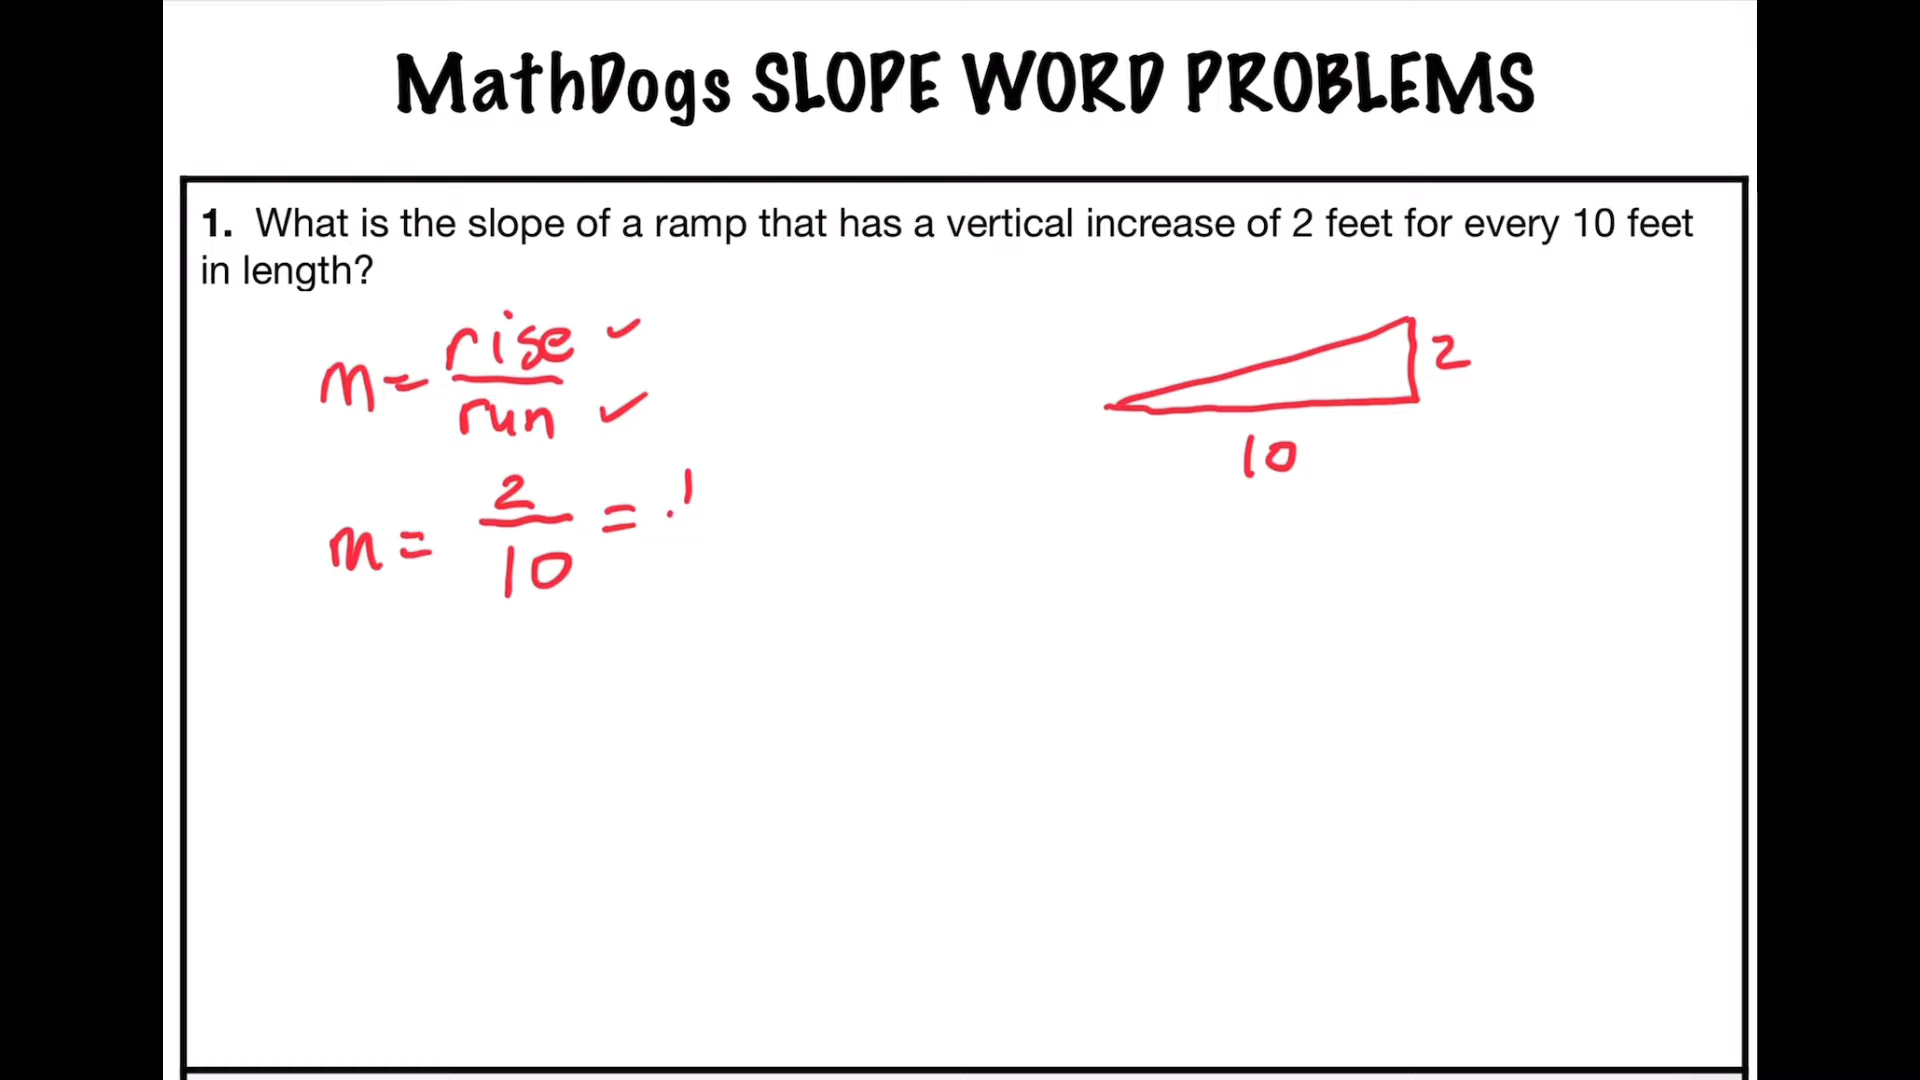 MathDogs SLOPE WORD PROBLEMS
1. What is the slope of a ramp that has a vertical increase of 2 feet for every 10 feet
in length?
m = rise ✓
run ✓
2
10
m = 2
10 = .1